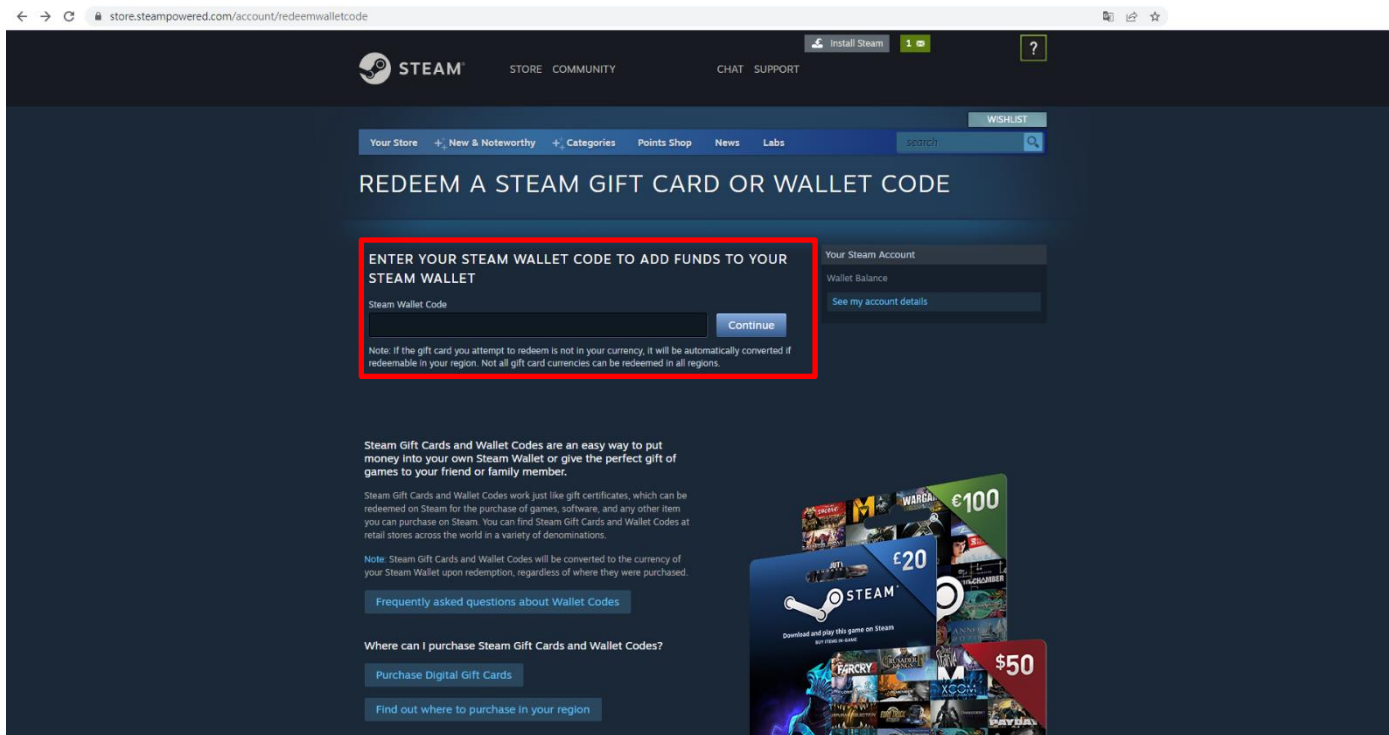 store.steampowered.com/account/redeemwalletcode
Install Steam
1
?
STEAM®
STORE COMMUNITY CHAT SUPPORT
WISHLIST
Your Store New & Noteworthy Categories Points Shop News Labs search
REDEEM A STEAM GIFT CARD OR WALLET CODE
ENTER YOUR STEAM WALLET CODE TO ADD FUNDS TO YOUR
STEAM WALLET
Steam Wallet Code
Continue
Note: If the gift card you attempt to redeem is not in your currency, it will be automatically converted if
redeemable in your region. Not all gift card currencies can be redeemed in all regions.
Your Steam Account
Wallet Balance
See my account details
Steam Gift Cards and Wallet Codes are an easy way to put
money into your own Steam Wallet or give the perfect gift of
games to your friend or family member.
Steam Gift Cards and Wallet Codes work just like gift certificates, which can be
redeemed on Steam for the purchase of games, software, and any other item
you can purchase on Steam. You can find Steam Gift Cards and Wallet Codes at
retail stores across the world in a variety of denominations.
Note: Steam Gift Cards and Wallet Codes will be converted to the currency of
your Steam Wallet upon redemption, regardless of where they were purchased.
Frequently asked questions about Wallet Codes
Where can I purchase Steam Gift Cards and Wallet Codes?
Purchase Digital Gift Cards
Find out where to purchase in your region
€100
£20
STEAM
Download and play this game on Steam
BUY ITEMS IN-GAME
$50
FARCRY
CRUSADER
XCOM
PAYDAY